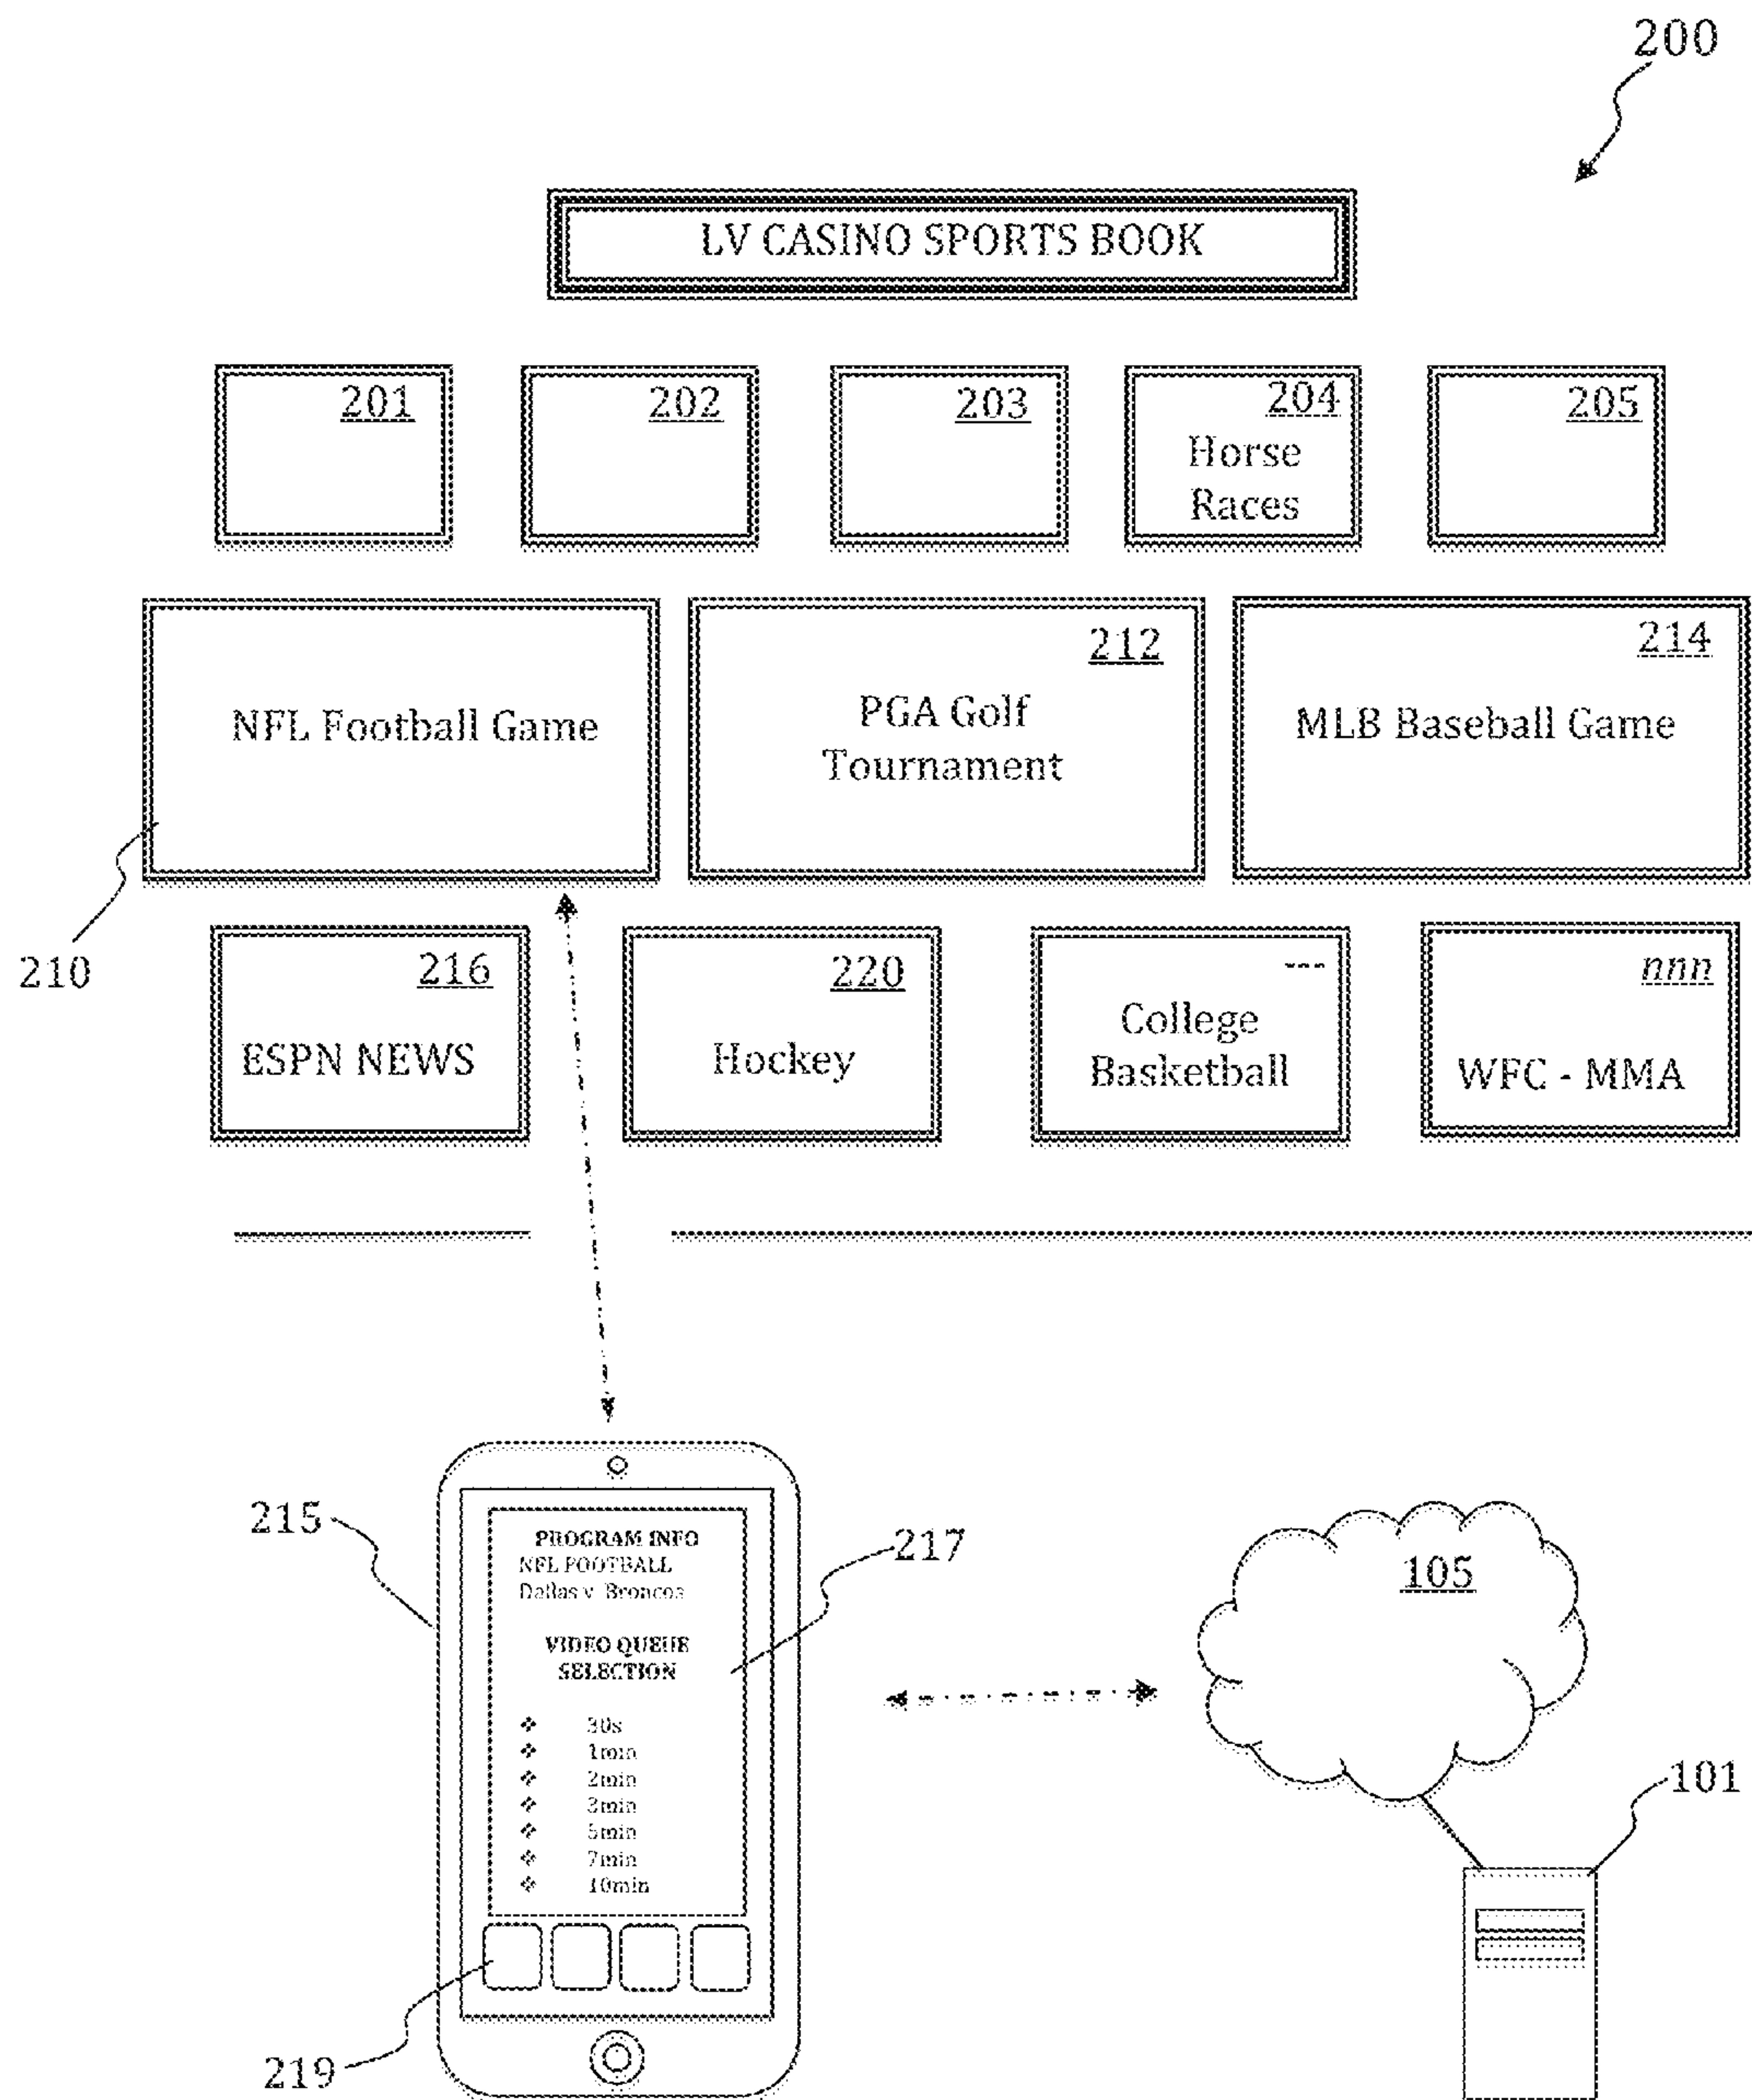 200
LV CASINO SPORTS BOOK
201
202
203
204
Horse
Races
205
NFL Football Game
210
212
PGA Golf
Tournament
214
MLB Baseball Game
216
ESPN NEWS
220
Hockey
---
College
Basketball
nnn
WFC - MMA
215
PROGRAM INFO
NFL FOOTBALL
Dallas v. Broncos
VIDEO QUEUE
SELECTION
❖ 30s
❖ 1min
❖ 2min
❖ 3min
❖ 5min
❖ 7min
❖ 10min
217
219
105
101